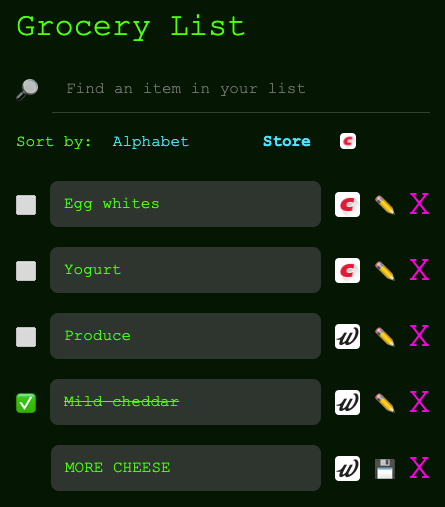 Grocery List
Find an item in your list
Sort by: Alphabet Store
Egg whites X
Yogurt X
Produce X
Mild cheddar X
MORE CHEESE X